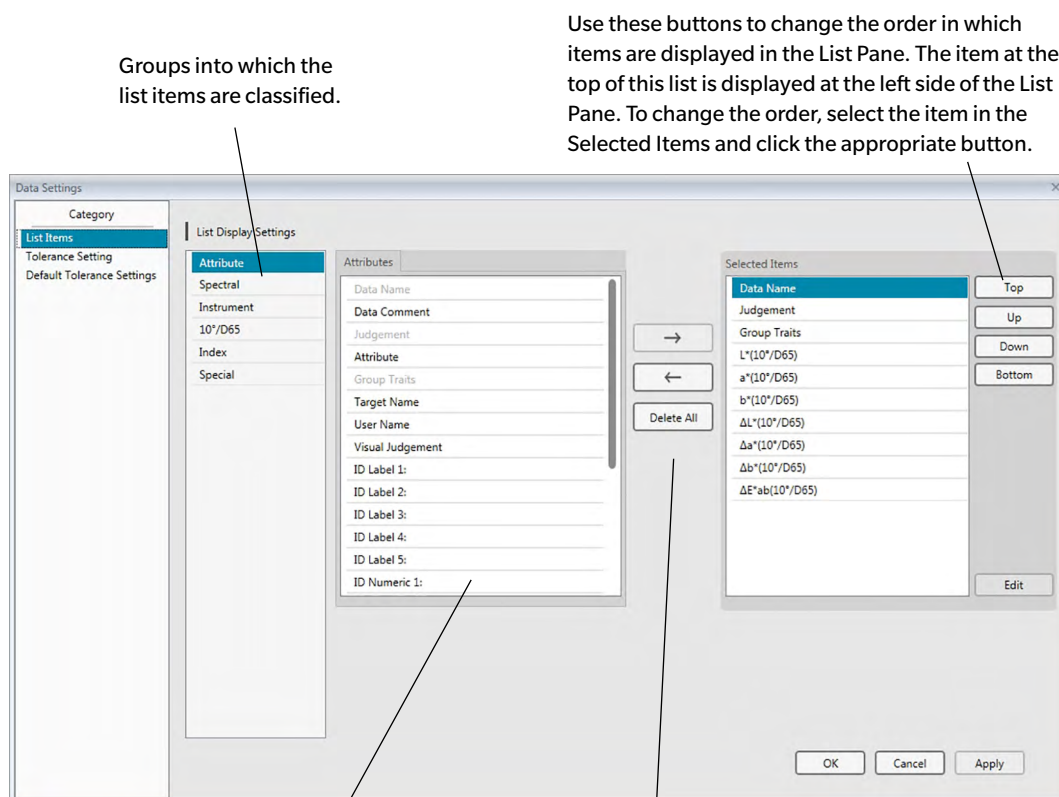 Groups into which the
list items are classified.
Use these buttons to change the order in which
items are displayed in the List Pane. The item at the
top of this list is displayed at the left side of the List
Pane. To change the order, select the item in the
Selected Items and click the appropriate button.
Data Settings
Category
List Items
Tolerance Setting
Default Tolerance Settings
List Display Settings
Attribute
Spectral
Instrument
10°/D65
Index
Special
Attributes
Data Name
Data Comment
Judgement
Attribute
Group Traits
Target Name
User Name
Visual Judgement
ID Label 1:
ID Label 2:
ID Label 3:
ID Label 4:
ID Label 5:
ID Numeric 1:
→
←
Delete All
Selected Items
Data Name
Judgement
Group Traits
L*(10°/D65)
a*(10°/D65)
b*(10°/D65)
ΔL*(10°/D65)
Δa*(10°/D65)
Δb*(10°/D65)
ΔE*ab(10°/D65)
Top
Up
Down
Bottom
Edit
OK
Cancel
Apply